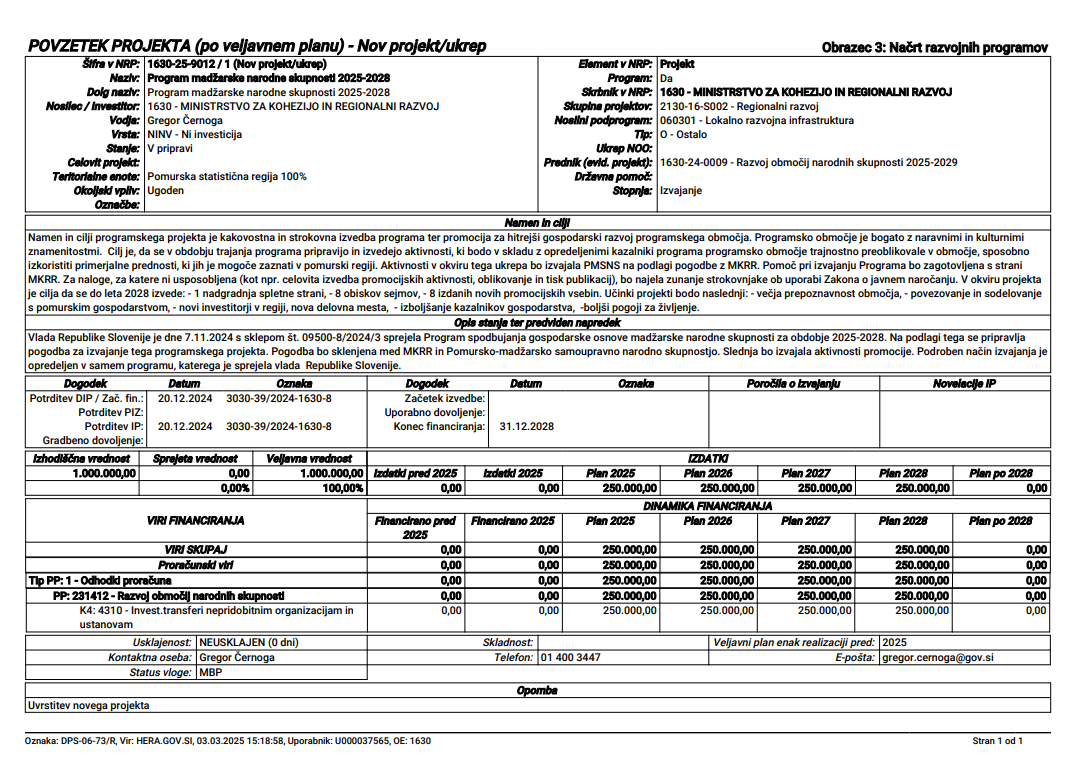 POVZETEK PROJEKTA (po veljavnem planu) - Nov projekt/ukrep
Obrazec 3: Načrt razvojnih programov
Šifra v NRP: 1630-25-9012 / 1 (Nov projekt/ukrep)
Naziv: Program madžarske narodne skupnosti 2025-2028
Dolg naziv: Program madžarske narodne skupnosti 2025-2028
Nosilec / Investitor: 1630 - MINISTRSTVO ZA KOHEZIJO IN REGIONALNI RAZVOJ
Vodja: Gregor Černoga
Vrsta: NINV - Ni investicija
Stanje: V pripravi
Celovit projekt:
Teritorialne enote: Pomurska statistična regija 100%
Okoljski vpliv: Ugoden
Označbe:
Element v NRP: Projekt
Program: Da
Skrbnik v NRP: 1630 - MINISTRSTVO ZA KOHEZIJO IN REGIONALNI RAZVOJ
Skupina projektov: 2130-16-S002 - Regionalni razvoj
Noslini podprogram: 060301 - Lokalno razvojna infrastruktura
Tip: O - Ostalo
Ukrep NOO:
Prednik (evid. projekt): 1630-24-0009 - Razvoj območij narodnih skupnosti 2025-2029
Državna pomoč:
Stopnja: Izvajanje
Namen in cilji
Namen in cilji programskega projekta je kakovostna in strokovna izvedba programa ter promocija za hitrejši gospodarski razvoj programskega območja. Programsko območje je bogato z naravnimi in kulturnimi
znamenitostmi. Cilj je, da se v obdobju trajanja programa pripravijo in izvedejo aktivnosti, ki bodo v skladu z opredeljenimi kazalniki programa programsko območje trajnostno preoblikovale v območje, sposobno
izkoristiti primerjalne prednosti, ki jih je mogoče zaznati v pomurski regiji. Aktivnosti v okviru tega ukrepa bo izvajala PMSNS na podlagi pogodbe z MKRR. Pomoč pri izvajanju Programa bo zagotovljena s strani
MKRR. Za naloge, za katere ni usposobljena (kot npr. celovita izvedba promocijskih aktivnosti, oblikovanje in tisk publikacij), bo najela zunanje strokovnjake ob uporabi Zakona o javnem naročanju. V okviru projekta
je cilja da se do leta 2028 izvede: - 1 nadgradnja spletne strani, - 8 obiskov sejmov, - 8 izdanih novih promocijskih vsebin. Učinki projekti bodo naslednji: - večja prepoznavnost območja, - povezovanje in sodelovanje
s pomurskim gospodarstvom, - novi investitorji v regiji, nova delovna mesta, - izboljšanje kazalnikov gospodarstva, -boljši pogoji za življenje.
Opis stanja ter predviden napredek
Vlada Republike Slovenije je dne 7.11.2024 s sklepom št. 09500-8/2024/3 sprejela Program spodbujanja gospodarske osnove madžarske narodne skupnosti za obdobje 2025-2028. Na podlagi tega se pripravlja
pogodba za izvajanje tega programskega projekta. Pogodba bo sklenjena med MKRR in Pomursko-madžarsko samoupravno narodno skupnostjo. Slednja bo izvajala aktivnosti promocije. Podroben način izvajanja je
opredeljen v samem programu, katerega je sprejela vlada Republike Slovenije.
Dogodek Datum Oznaka Dogodek Datum Oznaka Poročila o izvajanju Novelacije IP
Potrditev DIP / Zač. fin.: 20.12.2024 3030-39/2024-1630-8 Začetek izvedbe:
Potrditev PIZ: Uporabno dovoljenje:
Potrditev IP: 20.12.2024 3030-39/2024-1630-8 Konec financiranja: 31.12.2028
Gradbeno dovoljenje:
Izhodiščna vrednost Sprejeta vrednost Veljavna vrednost IZDATKI
1.000.000,00 0,00 1.000.000,00 Izdatki pred 2025 Izdatki 2025 Plan 2025 Plan 2026 Plan 2027 Plan 2028 Plan po 2028
0,00% 100,00% 0,00 0,00 250.000,00 250.000,00 250.000,00 250.000,00 0,00
VIRI FINANCIRANJA DINAMIKA FINANCIRANJA
Financirano pred 2025 Financirano 2025 Plan 2025 Plan 2026 Plan 2027 Plan 2028 Plan po 2028
VIRI SKUPAJ 0,00 0,00 250.000,00 250.000,00 250.000,00 250.000,00 0,00
Proračunski viri 0,00 0,00 250.000,00 250.000,00 250.000,00 250.000,00 0,00
Tip PP: 1 - Odhodki proračuna 0,00 0,00 250.000,00 250.000,00 250.000,00 250.000,00 0,00
PP: 231412 - Razvoj območij narodnih skupnosti 0,00 0,00 250.000,00 250.000,00 250.000,00 250.000,00 0,00
K4: 4310 - Invest.transferi nepridobitnim organizacijam in 0,00 0,00 250.000,00 250.000,00 250.000,00 250.000,00 0,00
ustanovam
Usklajenost: NEUSKLAJEN (0 dni) Skladnost: Veljavni plan enak realizaciji pred: 2025
Kontaktna oseba: Gregor Černoga Telefon: 01 400 3447 E-pošta: gregor.cernoga@gov.si
Status vloge: MBP
Opomba
Uvrstitev novega projekta
Oznaka: DPS-06-73/R, Vir: HERA.GOV.SI, 03.03.2025 15:18:58, Uporabnik: U000037565, OE: 1630
Stran 1 od 1